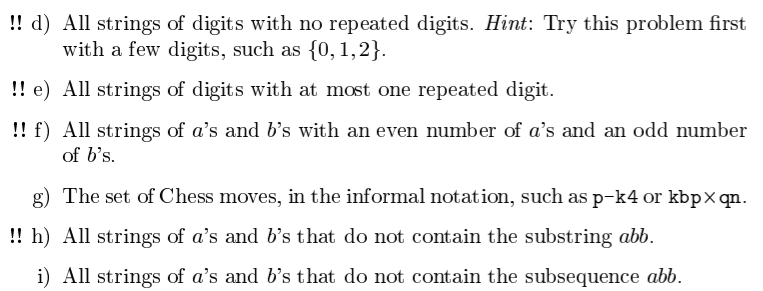 !! d) All strings of digits with no repeated digits. Hint: Try this problem first
with a few digits, such as {0, 1, 2}.
!! e) All strings of digits with at most one repeated digit.
!! f) All strings of a's and b's with an even number of a's and an odd number
of b's.
g) The set of Chess moves, in the informal notation, such as p-k4 or kbp×qn.
!! h) All strings of a's and b's that do not contain the substring abb.
i) All strings of a's and b's that do not contain the subsequence abb.